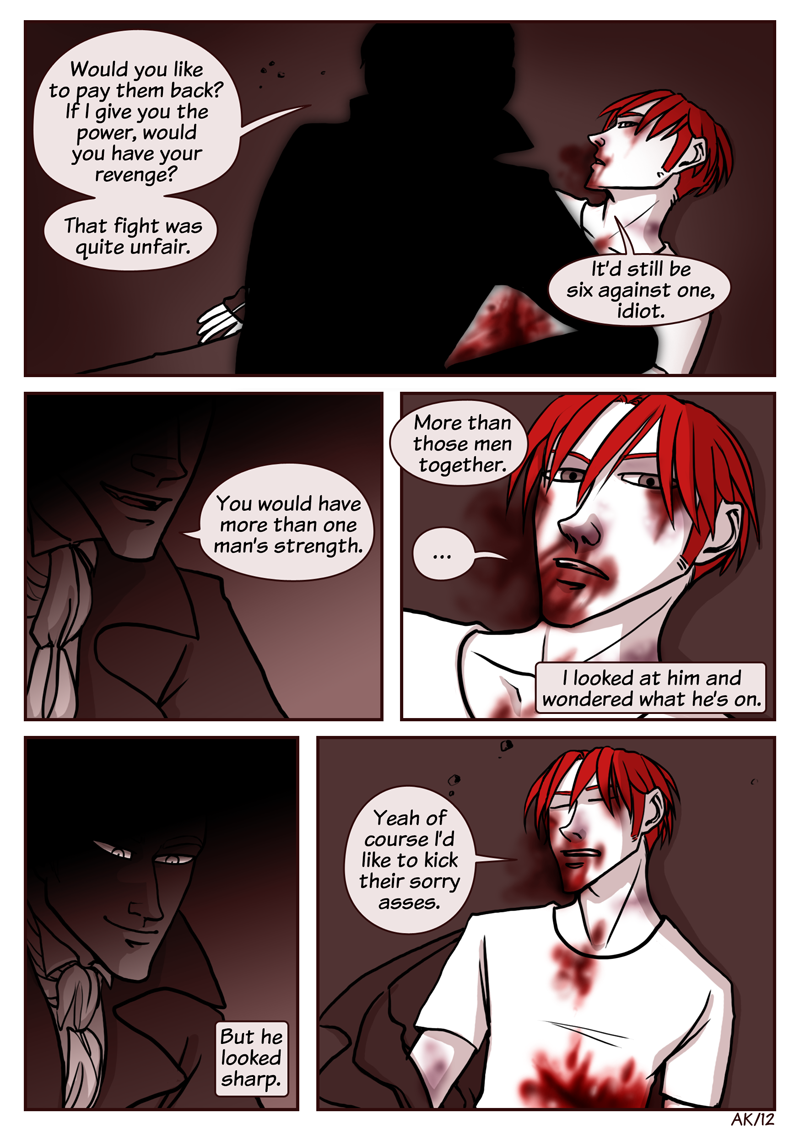 Would you like
to pay them back?
If I give you the
power, would
you have your
revenge?
That fight was
quite unfair.
It'd still be
six against one,
idiot.
You would have
more than one
man's strength.
More than
those men
together.
...
I looked at him and
wondered what he's on.
But he
looked
sharp.
Yeah of
course I'd
like to kick
their sorry
asses.
AK/12